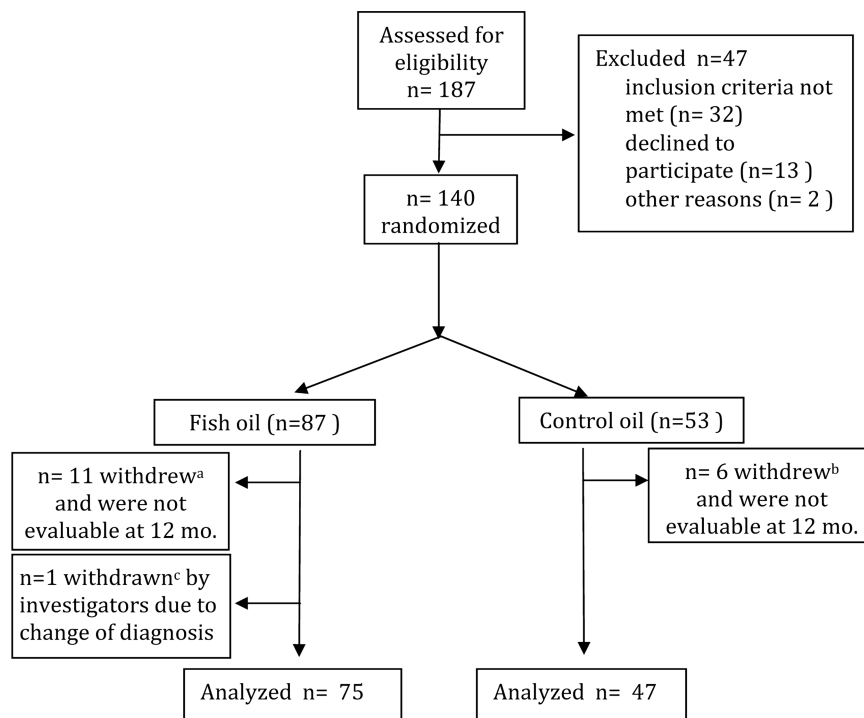 Assessed for
eligibility
n= 187
Excluded n=47
inclusion criteria not
met (n= 32)
declined to
participate (n=13 )
other reasons (n= 2 )
n= 140
randomized
Fish oil (n=87 )
Control oil (n=53 )
n= 11 withdrewᵃ
and were not
evaluable at 12 mo.
n= 6 withdrewᵇ
and were not
evaluable at 12 mo.
n=1 withdrawnᶜ by
investigators due to
change of diagnosis
Analyzed n= 75
Analyzed n= 47